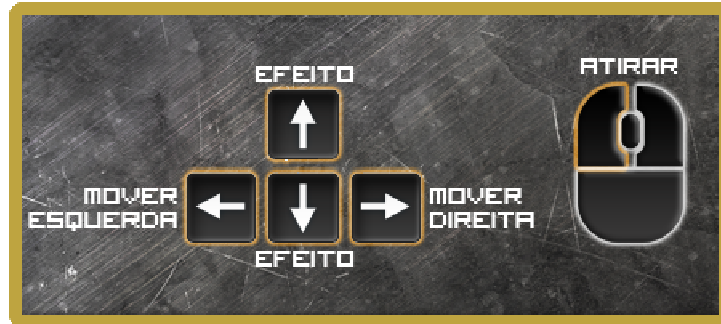 EFEITO
ATIRAR
MOVER
ESQUERDA
MOVER
DIREITA
EFEITO